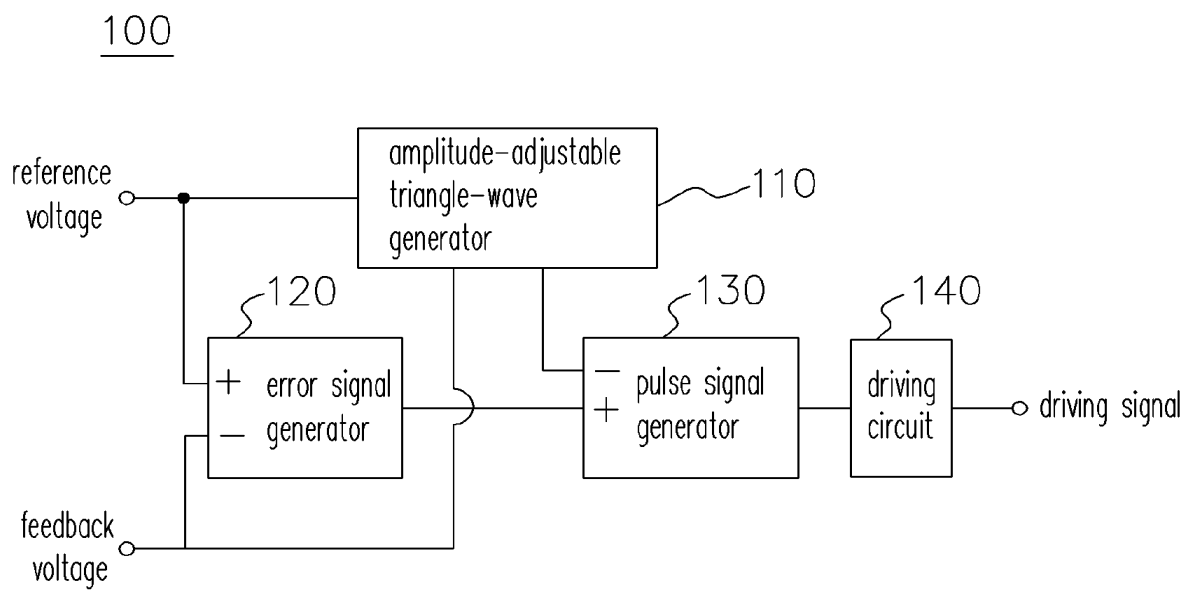 100
reference
voltage
amplitude-adjustable
triangle-wave
generator
110
120
130
140
+
error signal
generator
−
−
pulse signal
generator
+
driving
circuit
driving signal
feedback
voltage